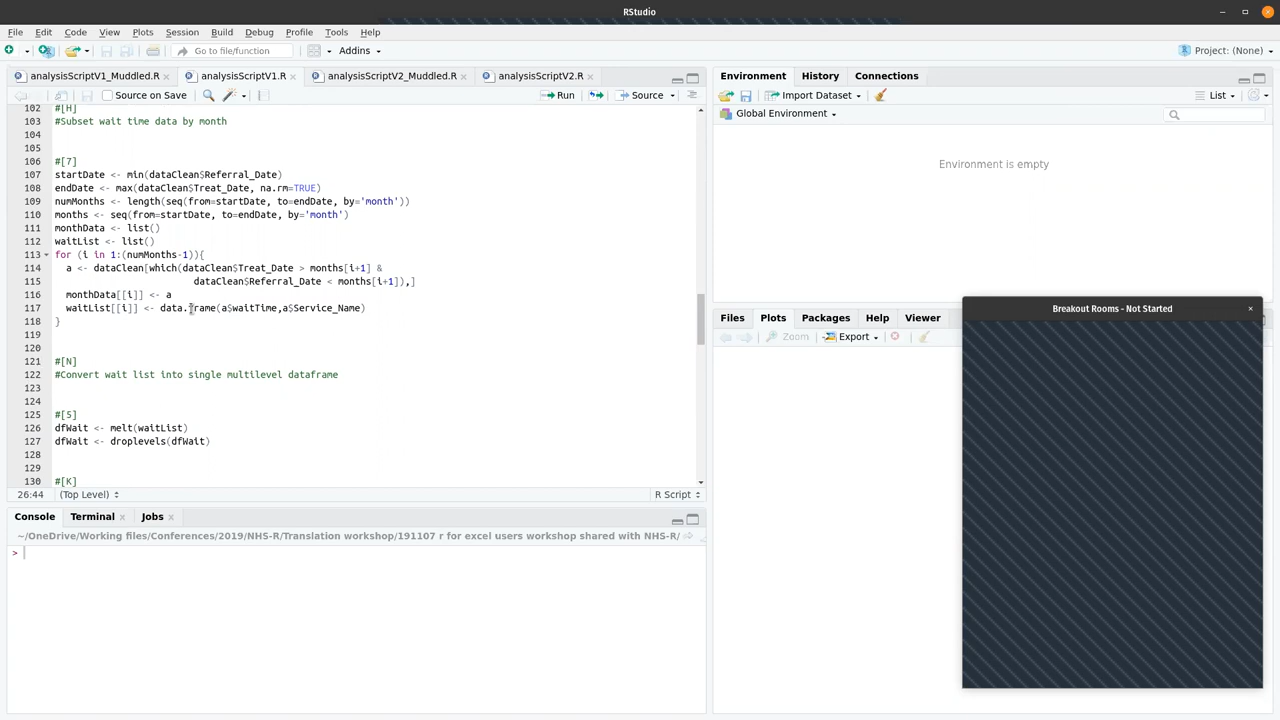 RStudio
File Edit Code View Plots Session Build Debug Profile Tools Help
Go to file/function Addins Project: (None)
analysisScriptV1_Muddled.R analysisScriptV1.R analysisScriptV2_Muddled.R analysisScriptV2.R
Source on Save Run Source
102 #[H]
103 #Subset wait time data by month
104
105
106 #[7]
107 startDate <- min(dataClean$Referral_Date)
108 endDate <- max(dataClean$Treat_Date, na.rm=TRUE)
109 numMonths <- length(seq(from=startDate, to=endDate, by='month'))
110 months <- seq(from=startDate, to=endDate, by='month')
111 monthData <- list()
112 waitList <- list()
113 for (i in 1:(numMonths-1)){
114 a <- dataClean[which(dataClean$Treat_Date > months[i+1] &
115 dataClean$Referral_Date < months[i+1]),]
116 monthData[[i]] <- a
117 waitList[[i]] <- data.frame(a$waitTime,a$Service_Name)
118 }
119
120
121 #[N]
122 #Convert wait list into single multilevel dataframe
123
124
125 #[5]
126 dfWait <- melt(waitList)
127 dfWait <- droplevels(dfWait)
128
129
130 #[K]
26:44 (Top Level) R Script
Console Terminal Jobs
~/OneDrive/Working files/Conferences/2019/NHS-R/Translation workshop/191107 r for excel users workshop shared with NHS-R/
>
Environment History Connections
Import Dataset List
Global Environment
Environment is empty
Files Plots Packages Help Viewer
Zoom Export
Breakout Rooms - Not Started